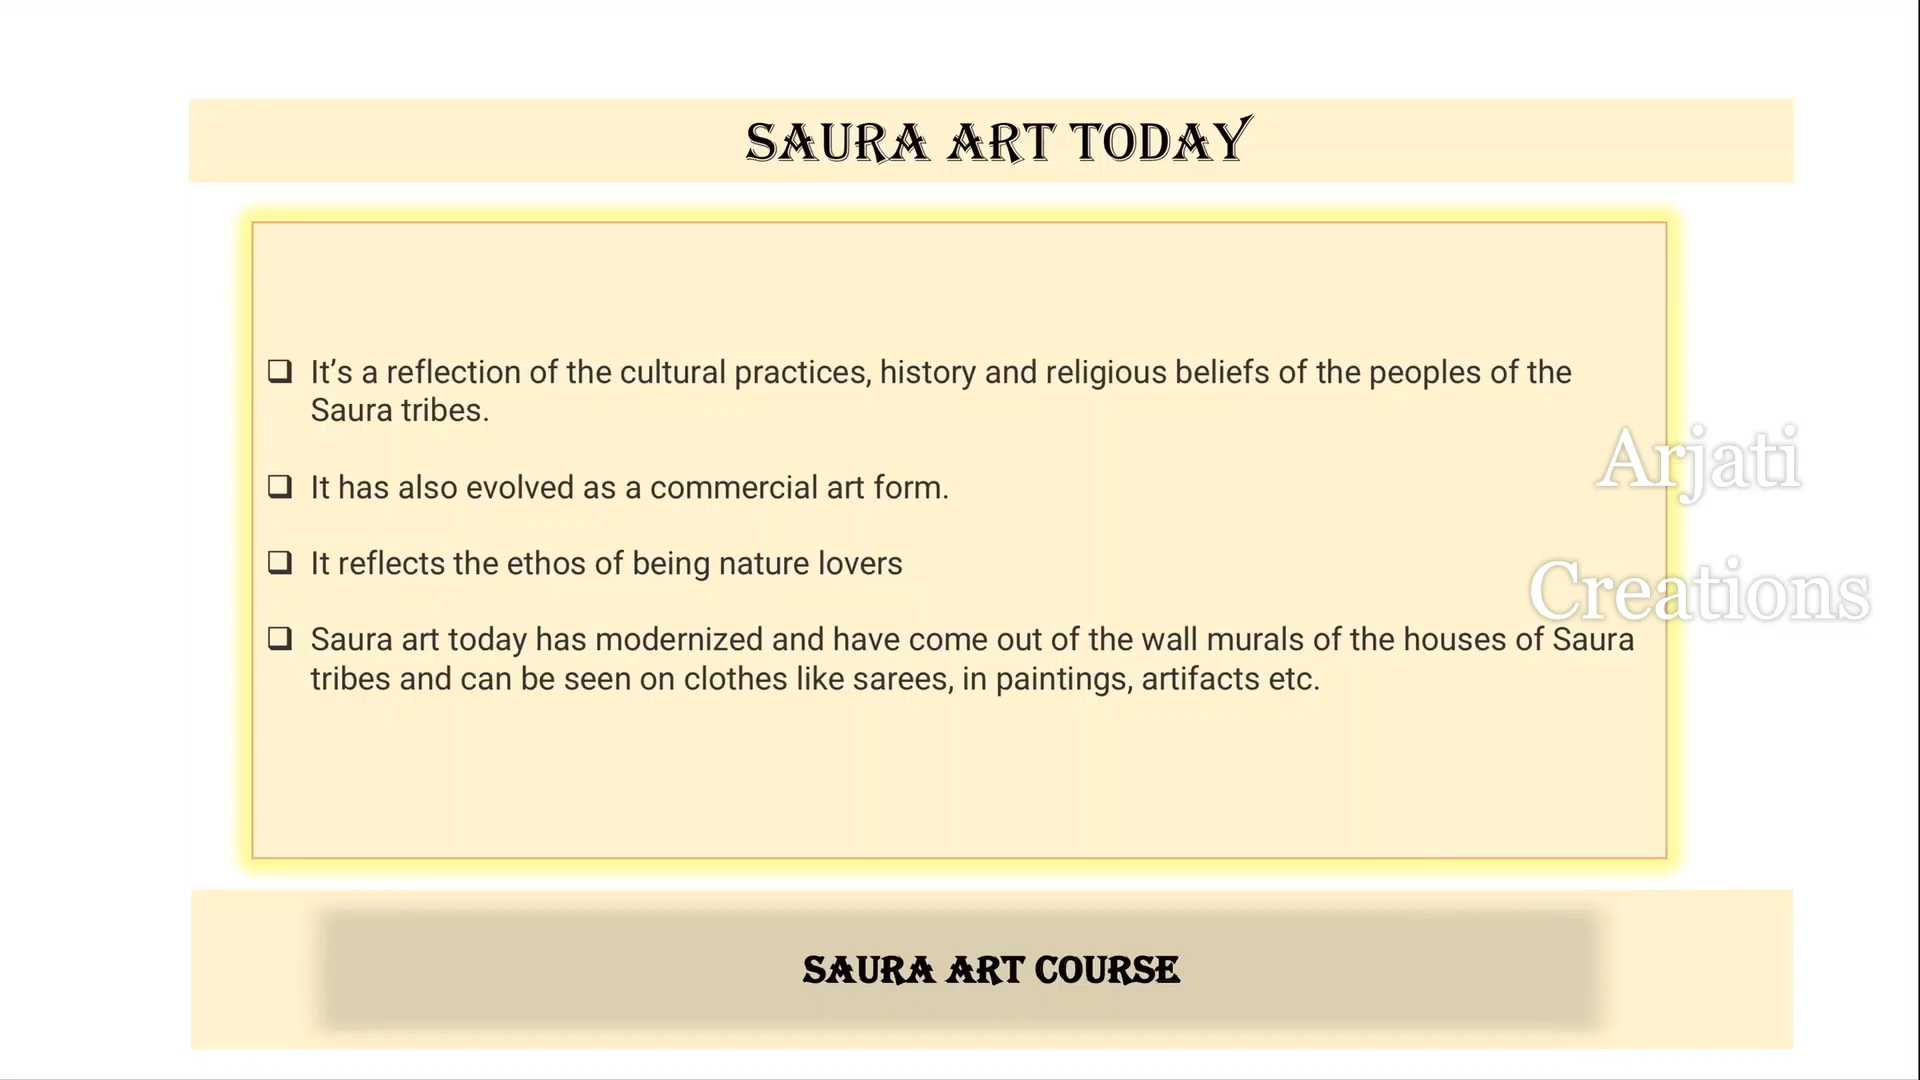 SAURA ART TODAY
❑ It’s a reflection of the cultural practices, history and religious beliefs of the peoples of the
Saura tribes.
❑ It has also evolved as a commercial art form.
❑ It reflects the ethos of being nature lovers
❑ Saura art today has modernized and have come out of the wall murals of the houses of Saura
tribes and can be seen on clothes like sarees, in paintings, artifacts etc.
Arjati
Creations
SAURA ART COURSE